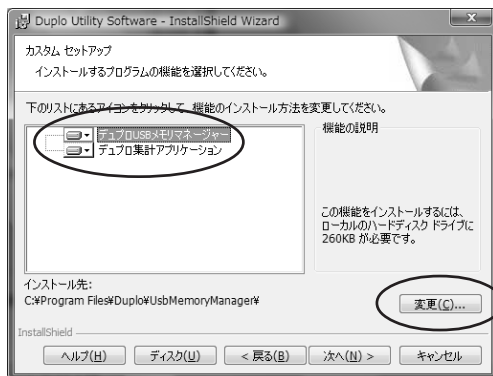 Duplo Utility Software - InstallShield Wizard
カスタム セットアップ
インストールするプログラムの機能を選択してください。
下のリストにあるアイコンをクリックして、機能のインストール方法を変更してください。
デュプロUSBメモリマネージャー
デュプロ集計アプリケーション
機能の説明
この機能をインストールするには、
ローカルのハードディスク ドライブに
260KB が必要です。
インストール先:
C:¥Program Files¥Duplo¥UsbMemoryManager¥
変更(C)...
InstallShield
ヘルプ(H)
ディスク(U)
< 戻る(B)
次へ(N) >
キャンセル